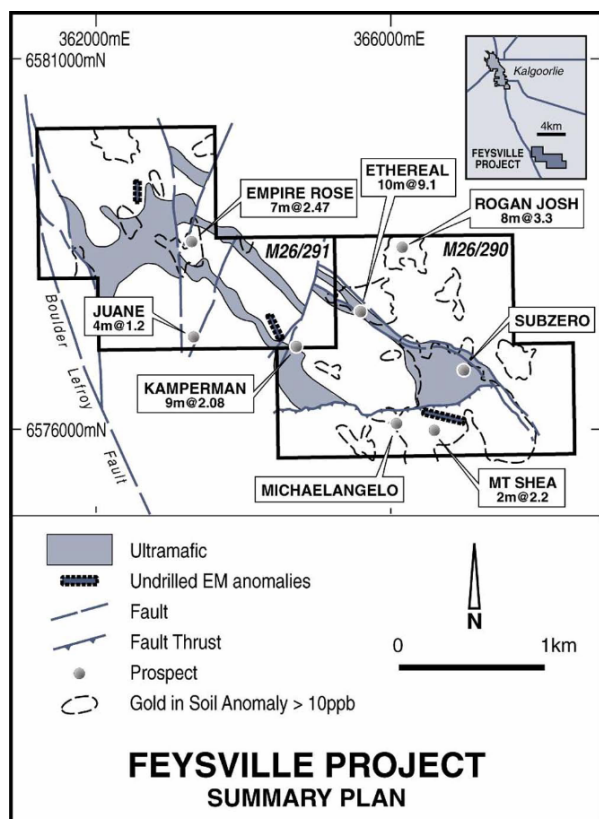 362000mE
366000mE
6581000mN
Kalgoorlie
4km
FEYSVILLE
PROJECT
ETHEREAL
10m@9.1
EMPIRE ROSE
7m@2.47
ROGAN JOSH
8m@3.3
M26/291
M26/290
JUANE
4m@1.2
SUBZERO
Boulder
Lefroy
Fault
KAMPERMAN
9m@2.08
6576000mN
MICHAELANGELO
MT SHEA
2m@2.2
Ultramafic
Undrilled EM anomalies
Fault
Fault Thrust
Prospect
Gold in Soil Anomaly > 10ppb
N
0
1km
FEYSVILLE PROJECT
SUMMARY PLAN